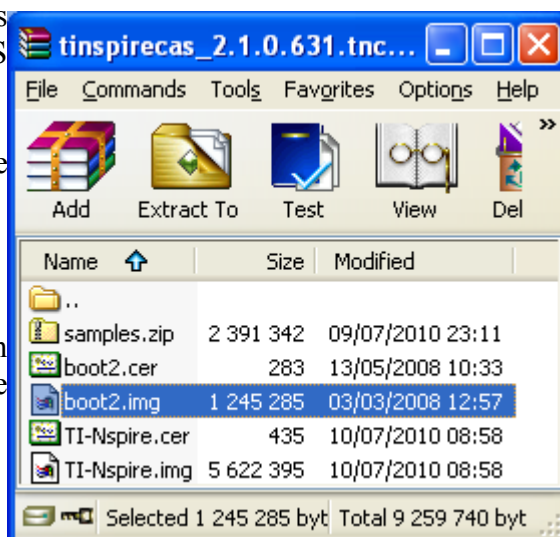 tinspirecas_2.1.0.631.tnc...
File Commands Tools Favorites Options Help
Add Extract To Test View Del »
Name Size Modified
..
samples.zip 2 391 342 09/07/2010 23:11
boot2.cer 283 13/05/2008 10:33
boot2.img 1 245 285 03/03/2008 12:57
TI-Nspire.cer 435 10/07/2010 08:58
TI-Nspire.img 5 622 395 10/07/2010 08:58
Selected 1 245 285 byt Total 9 259 740 byt